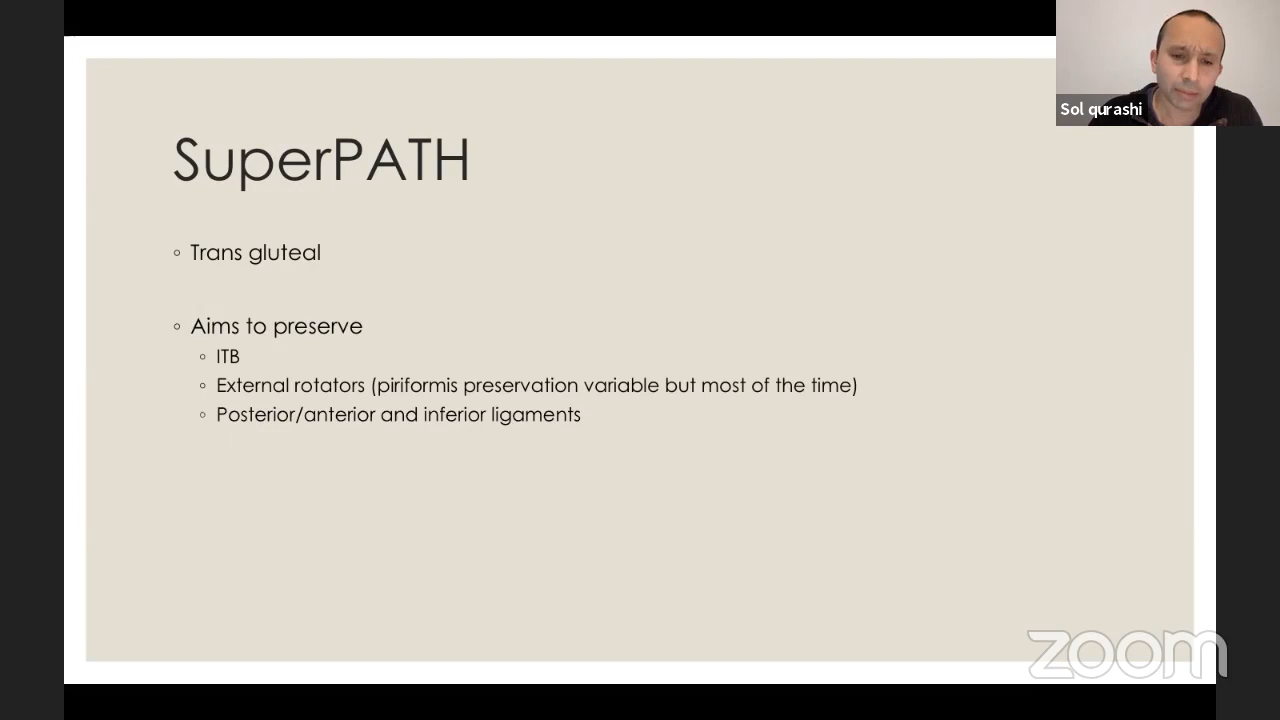 Sol qurashi
SuperPATH
◦ Trans gluteal
◦ Aims to preserve
◦ ITB
◦ External rotators (piriformis preservation variable but most of the time)
◦ Posterior/anterior and inferior ligaments
zoom